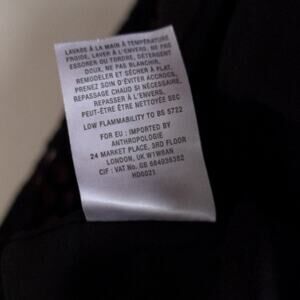 LAVAGE À LA MAIN À TEMPÉRATURE
FROIDE, LAVER À L'ENVERS, NE PAS
ESSORER OU TORDRE, DÉTERGENT
DOUX, NE PAS BLANCHIR,
REMODELER ET SÉCHER À PLAT,
PRENEZ SOIN D'ÉVITER ACCROCS,
REPASSAGE CHAUD SI NÉCESSAIRE,
REPASSER À L'ENVERS,
PEUT-ÊTRE ÊTRE NETTOYÉE SEC
LOW FLAMMABILITY TO BS 5722
FOR EU : IMPORTED BY
ANTHROPOLOGIE
24 MARKET PLACE, 3RD FLOOR
LONDON, UK W1W8AN
CIF : VAT No. GB 684936382
HD0021